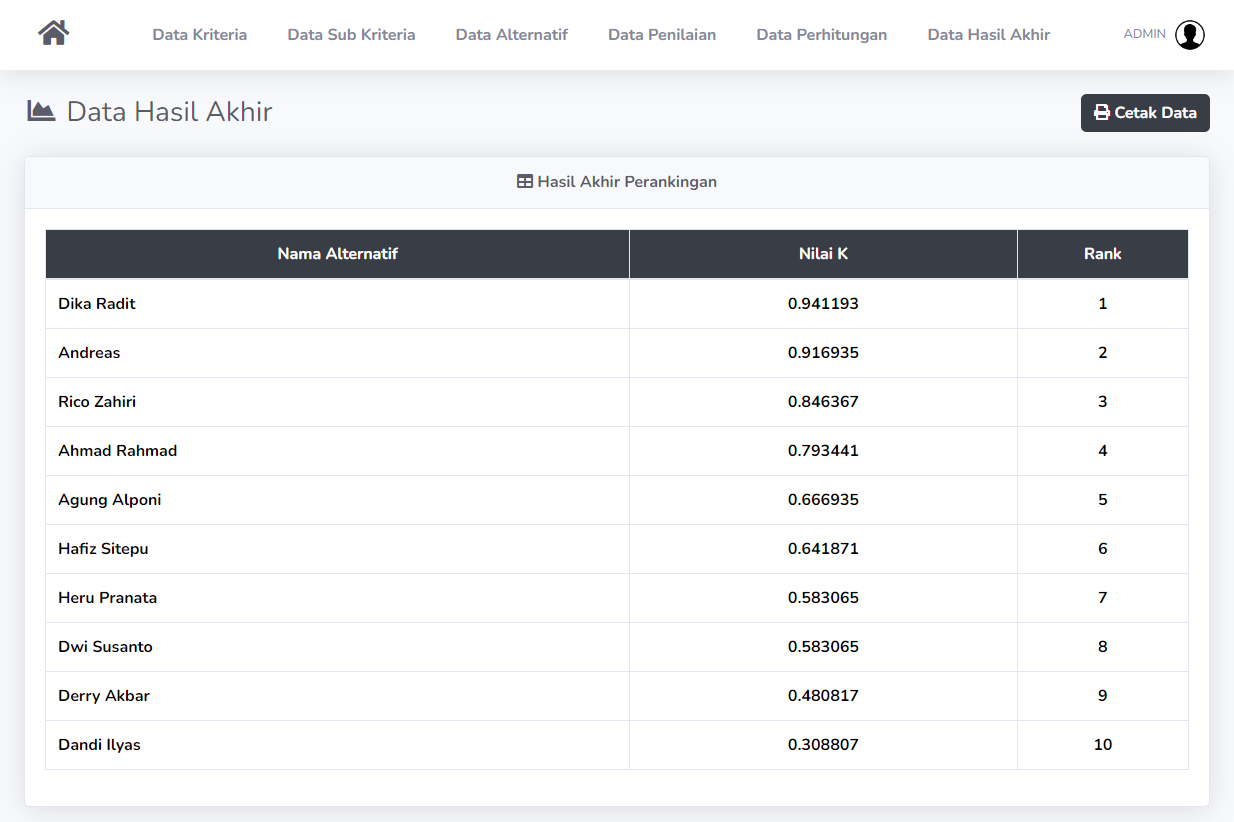 Data Kriteria Data Sub Kriteria Data Alternatif Data Penilaian Data Perhitungan Data Hasil Akhir ADMIN
Data Hasil Akhir Cetak Data
Hasil Akhir Perankingan
Nama Alternatif Nilai K Rank
Dika Radit 0.941193 1
Andreas 0.916935 2
Rico Zahiri 0.846367 3
Ahmad Rahmad 0.793441 4
Agung Alponi 0.666935 5
Hafiz Sitepu 0.641871 6
Heru Pranata 0.583065 7
Dwi Susanto 0.583065 8
Derry Akbar 0.480817 9
Dandi Ilyas 0.308807 10